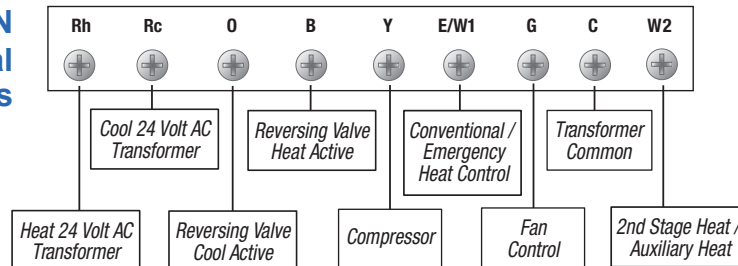 N
al
s
Rh Rc O B Y E/W1 G C W2
Cool 24 Volt AC
Transformer
Reversing Valve
Heat Active
Conventional /
Emergency
Heat Control
Transformer
Common
Heat 24 Volt AC
Transformer
Reversing Valve
Cool Active
Compressor
Fan
Control
2nd Stage Heat /
Auxiliary Heat